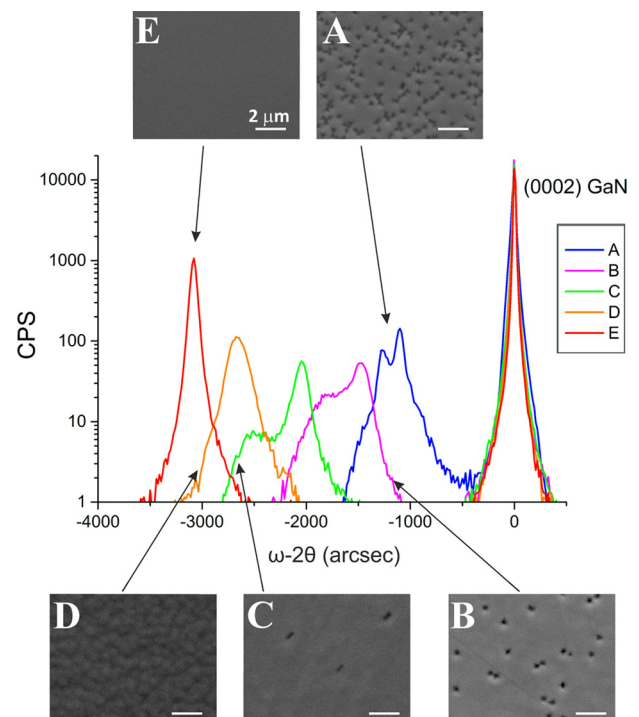 E
A
2 μm
(0002) GaN
10000
1000
100
10
1
CPS
A
B
C
D
E
-4000
-3000
-2000
-1000
0
ω-2θ (arcsec)
D
C
B